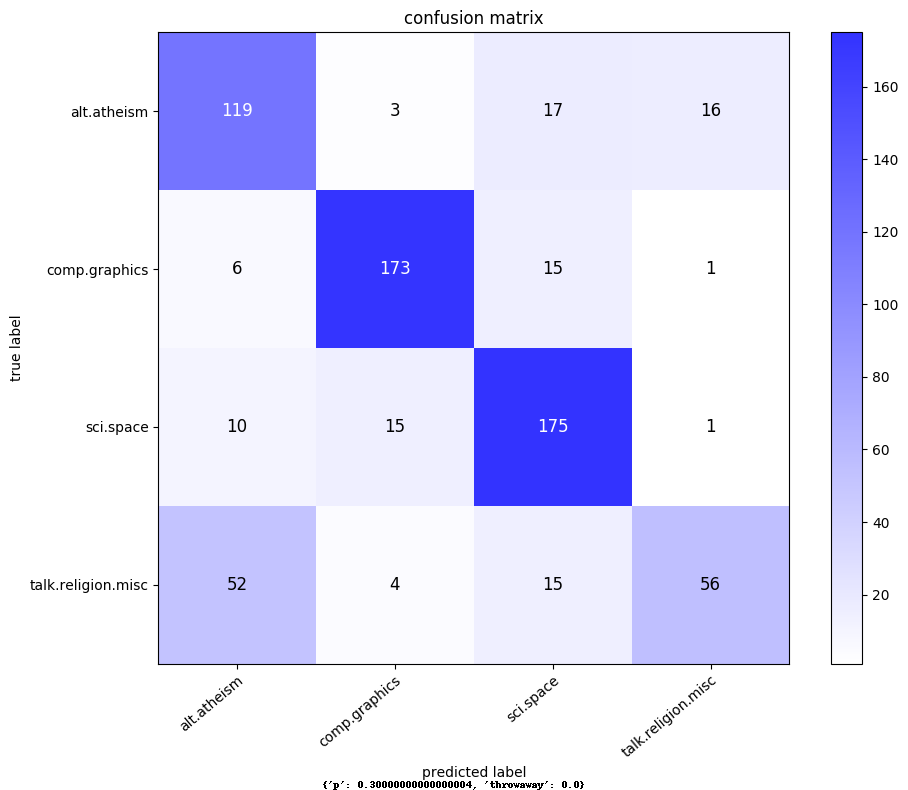 confusion matrix
alt.atheism 119 3 17 16
comp.graphics 6 173 15 1
sci.space 10 15 175 1
talk.religion.misc 52 4 15 56
true label
alt.atheism comp.graphics sci.space talk.religion.misc
predicted label
{'p': 0.30000000000000004, 'throwaway': 0.0}
160
140
120
100
80
60
40
20